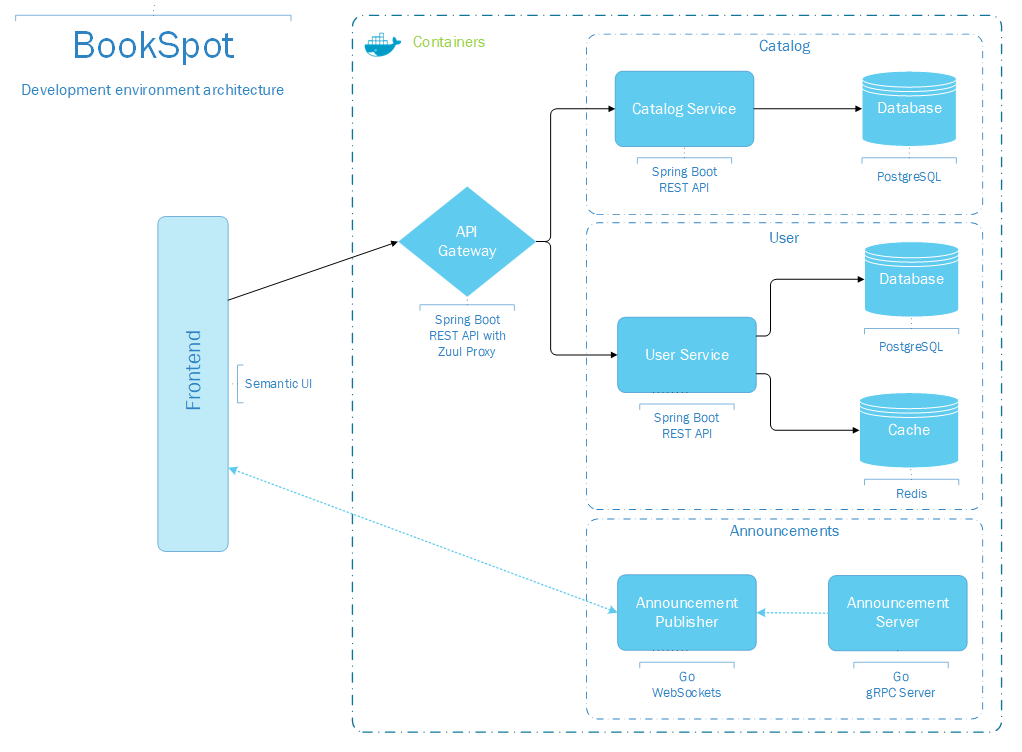 BookSpot
Development environment architecture
Containers
Catalog
Catalog Service
Spring Boot
REST API
Database
PostgreSQL
API
Gateway
Spring Boot
REST API with
Zuul Proxy
Frontend
Semantic UI
User
User Service
Spring Boot
REST API
Database
PostgreSQL
Cache
Redis
Announcements
Announcement
Publisher
Go
WebSockets
Announcement
Server
Go
gRPC Server